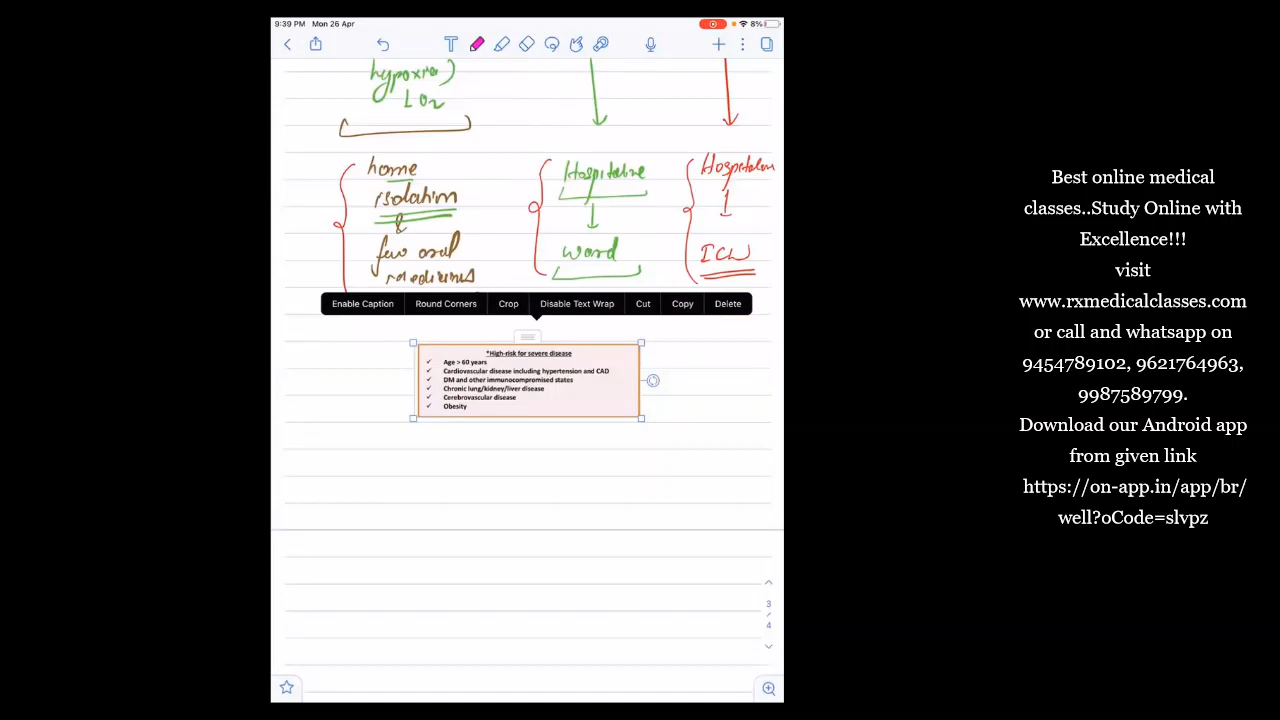 9:39 PM Mon 26 Apr
8%
hypoxia)
↓O2
home
isolation
&
few oral
Hospitalise
ward
ICU
Enable Caption Round Corners Crop Disable Text Wrap Cut Copy Delete
*High-risk for severe disease
✓ Age > 60 years
✓ Cardiovascular disease including hypertension and CAD
✓ DM and other immunocompromised states
✓ Chronic lung/kidney/liver disease
✓ Cerebrovascular disease
✓ Obesity
3
/
4
Best online medical
classes..Study Online with
Excellence!!!
visit
www.rxmedicalclasses.com
or call and whatsapp on
9454789102, 9621764963,
9987589799.
Download our Android app
from given link
https://on-app.in/app/br/
well?oCode=slvpz